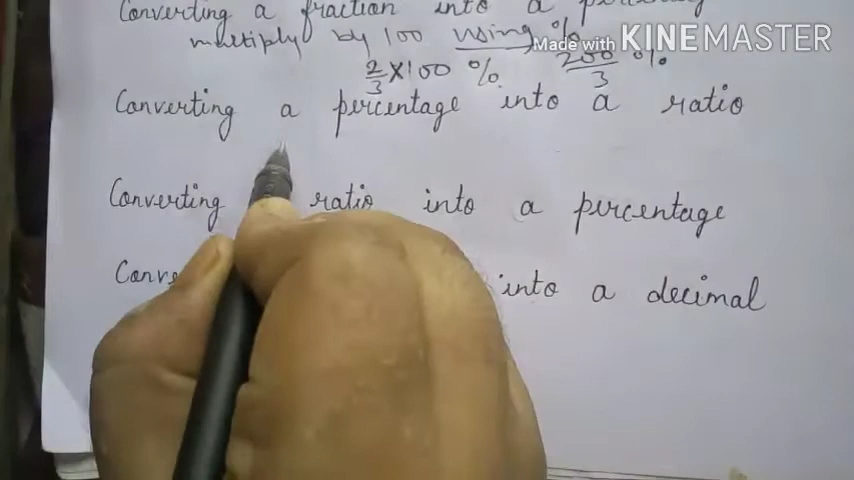 Converting a fraction into a percentage
multiply by 100 using %
Made with KINEMASTER
2/3 × 100 % 200/3 %
Converting a percentage into a ratio
Converting ratio into a percentage
into a decimal